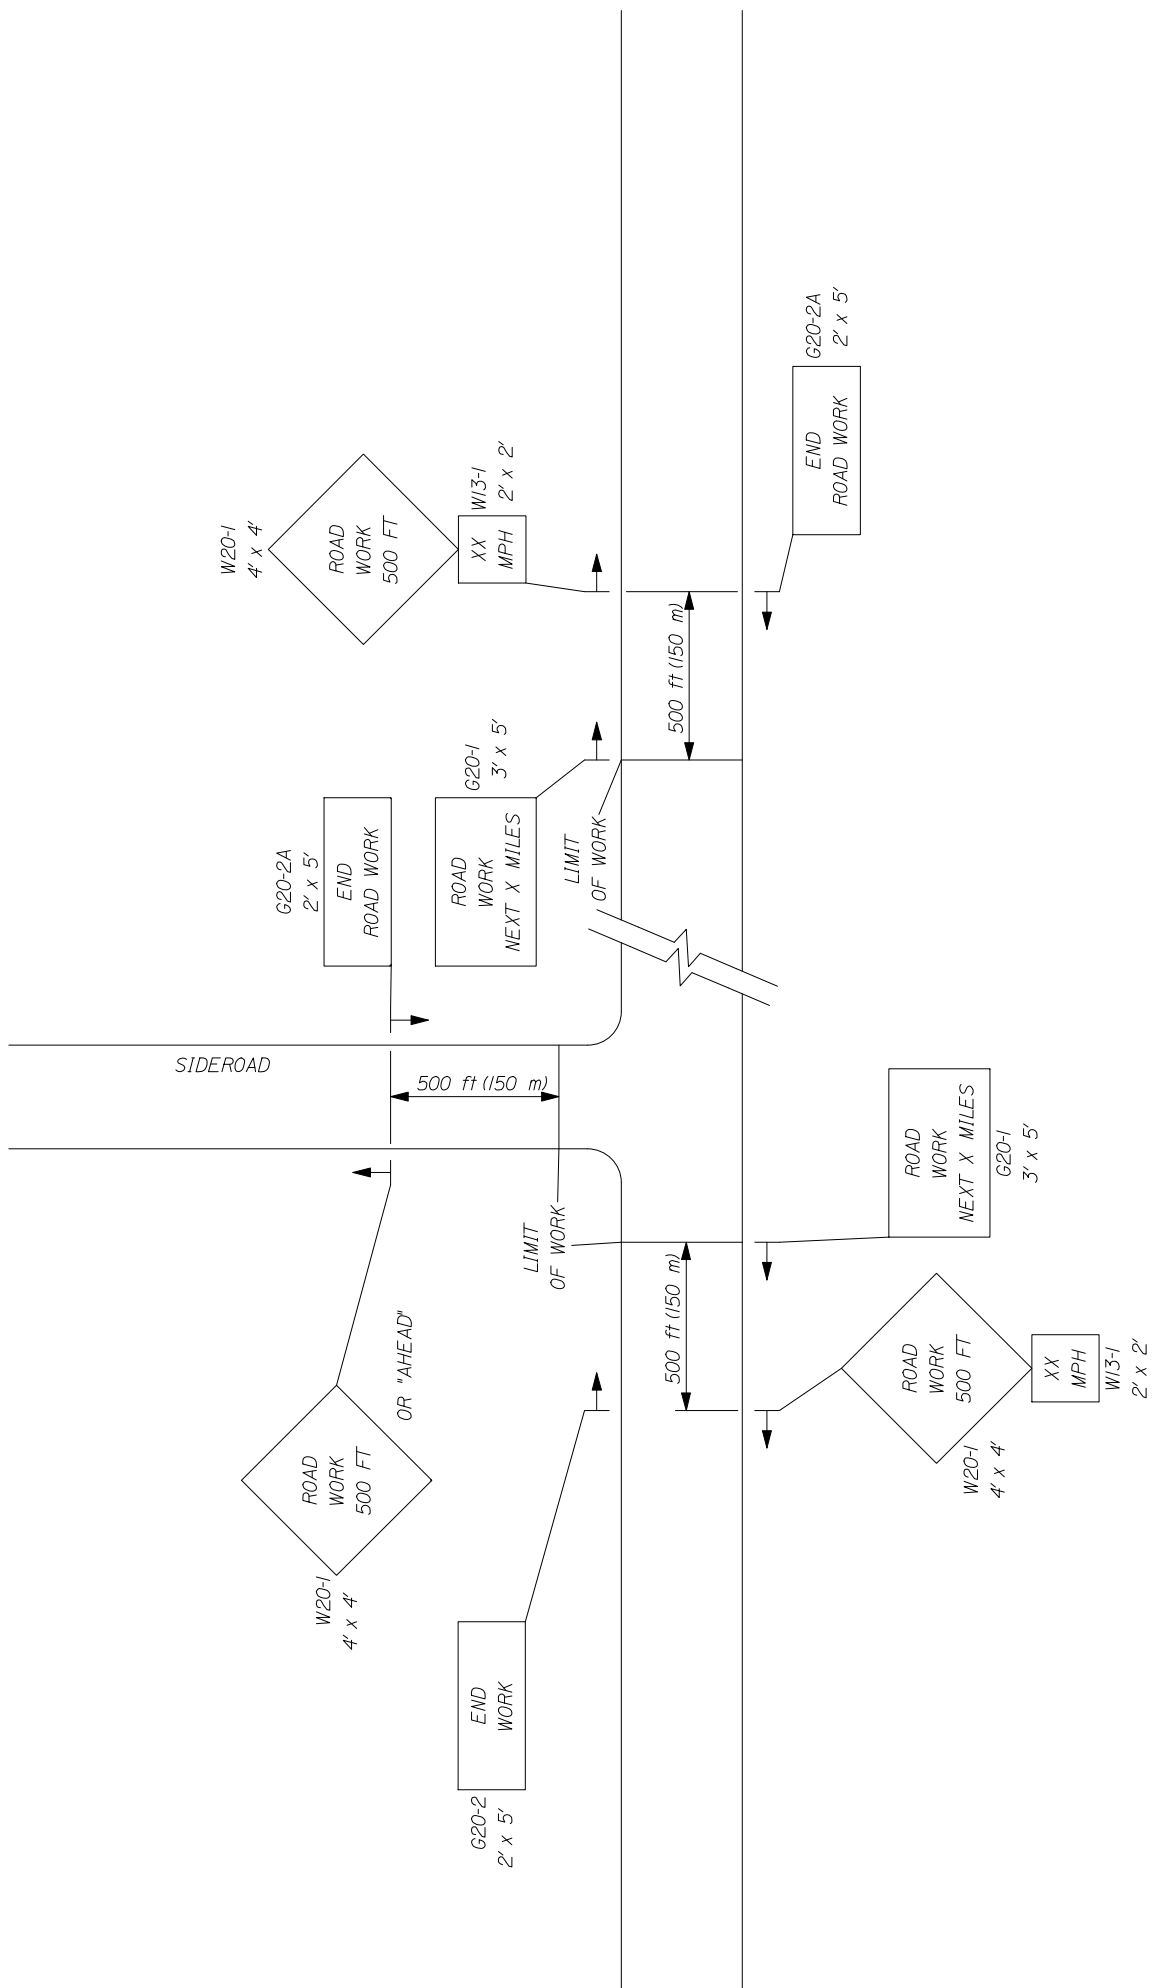 W20-1
4' x 4'
ROAD
WORK
500 FT
XX
MPH
W13-1
2' x 2'
G20-2A
2' x 5'
END
ROAD WORK
G20-1
3' x 5'
ROAD
WORK
NEXT X MILES
LIMIT
OF WORK
500 ft (150 m)
G20-2A
2' x 5'
END
ROAD WORK
SIDEROAD
500 ft (150 m)
LIMIT
OF WORK
500 ft (150 m)
ROAD
WORK
NEXT X MILES
G20-1
3' x 5'
OR "AHEAD"
ROAD
WORK
500 FT
W20-1
4' x 4'
ROAD
WORK
500 FT
W20-1
4' x 4'
XX
MPH
W13-1
2' x 2'
END
WORK
G20-2
2' x 5'